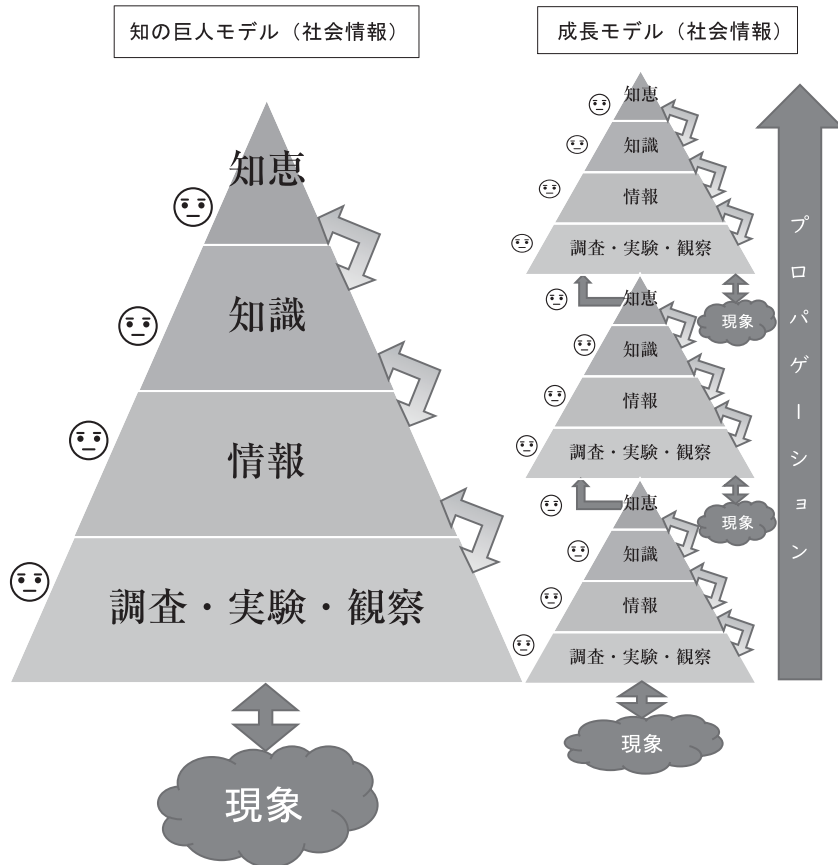 知の巨人モデル（社会情報）
知恵
知識
情報
調査・実験・観察
現象
成長モデル（社会情報）
知恵
知識
情報
調査・実験・観察
現象
知恵
知識
情報
調査・実験・観察
現象
知恵
知識
情報
調査・実験・観察
現象
プロパゲーション